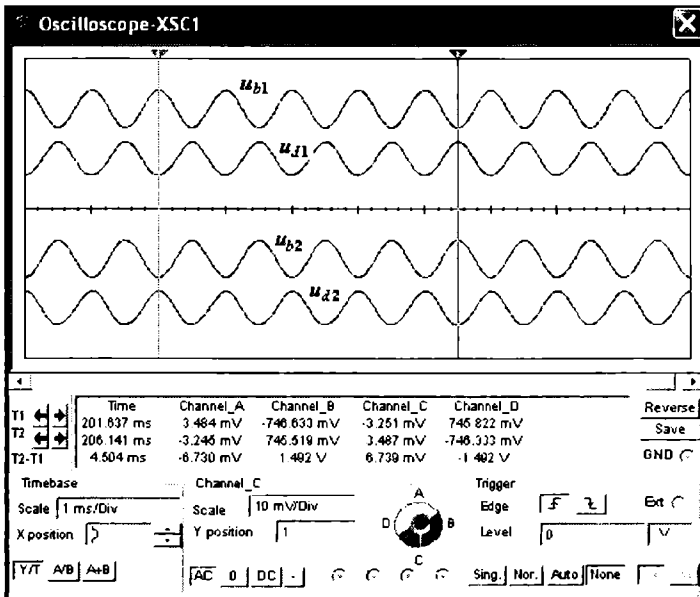 Oscilloscope-XSC1
u_b1
u_d1
u_b2
u_d2
Time Channel_A Channel_B Channel_C Channel_D
T1 201.637 ms 3.484 mV -746.633 mV -3.251 mV 745.822 mV
T2 206.141 ms -3.246 mV 745.519 mV 3.487 mV
T2-T1 4.504 ms -6.730 mV 1.492 V 6.739 mV -1.492 V
Reverse
Save
GND
Timebase
Scale 1 ms/Div
X position
Y/T A/B A+B
Channel_C
Scale 10 mV/Div
Y position 1
AC 0 DC -
A
B
C
D
Trigger
Edge Ext
Level 0 V
Sing. Nor. Auto None